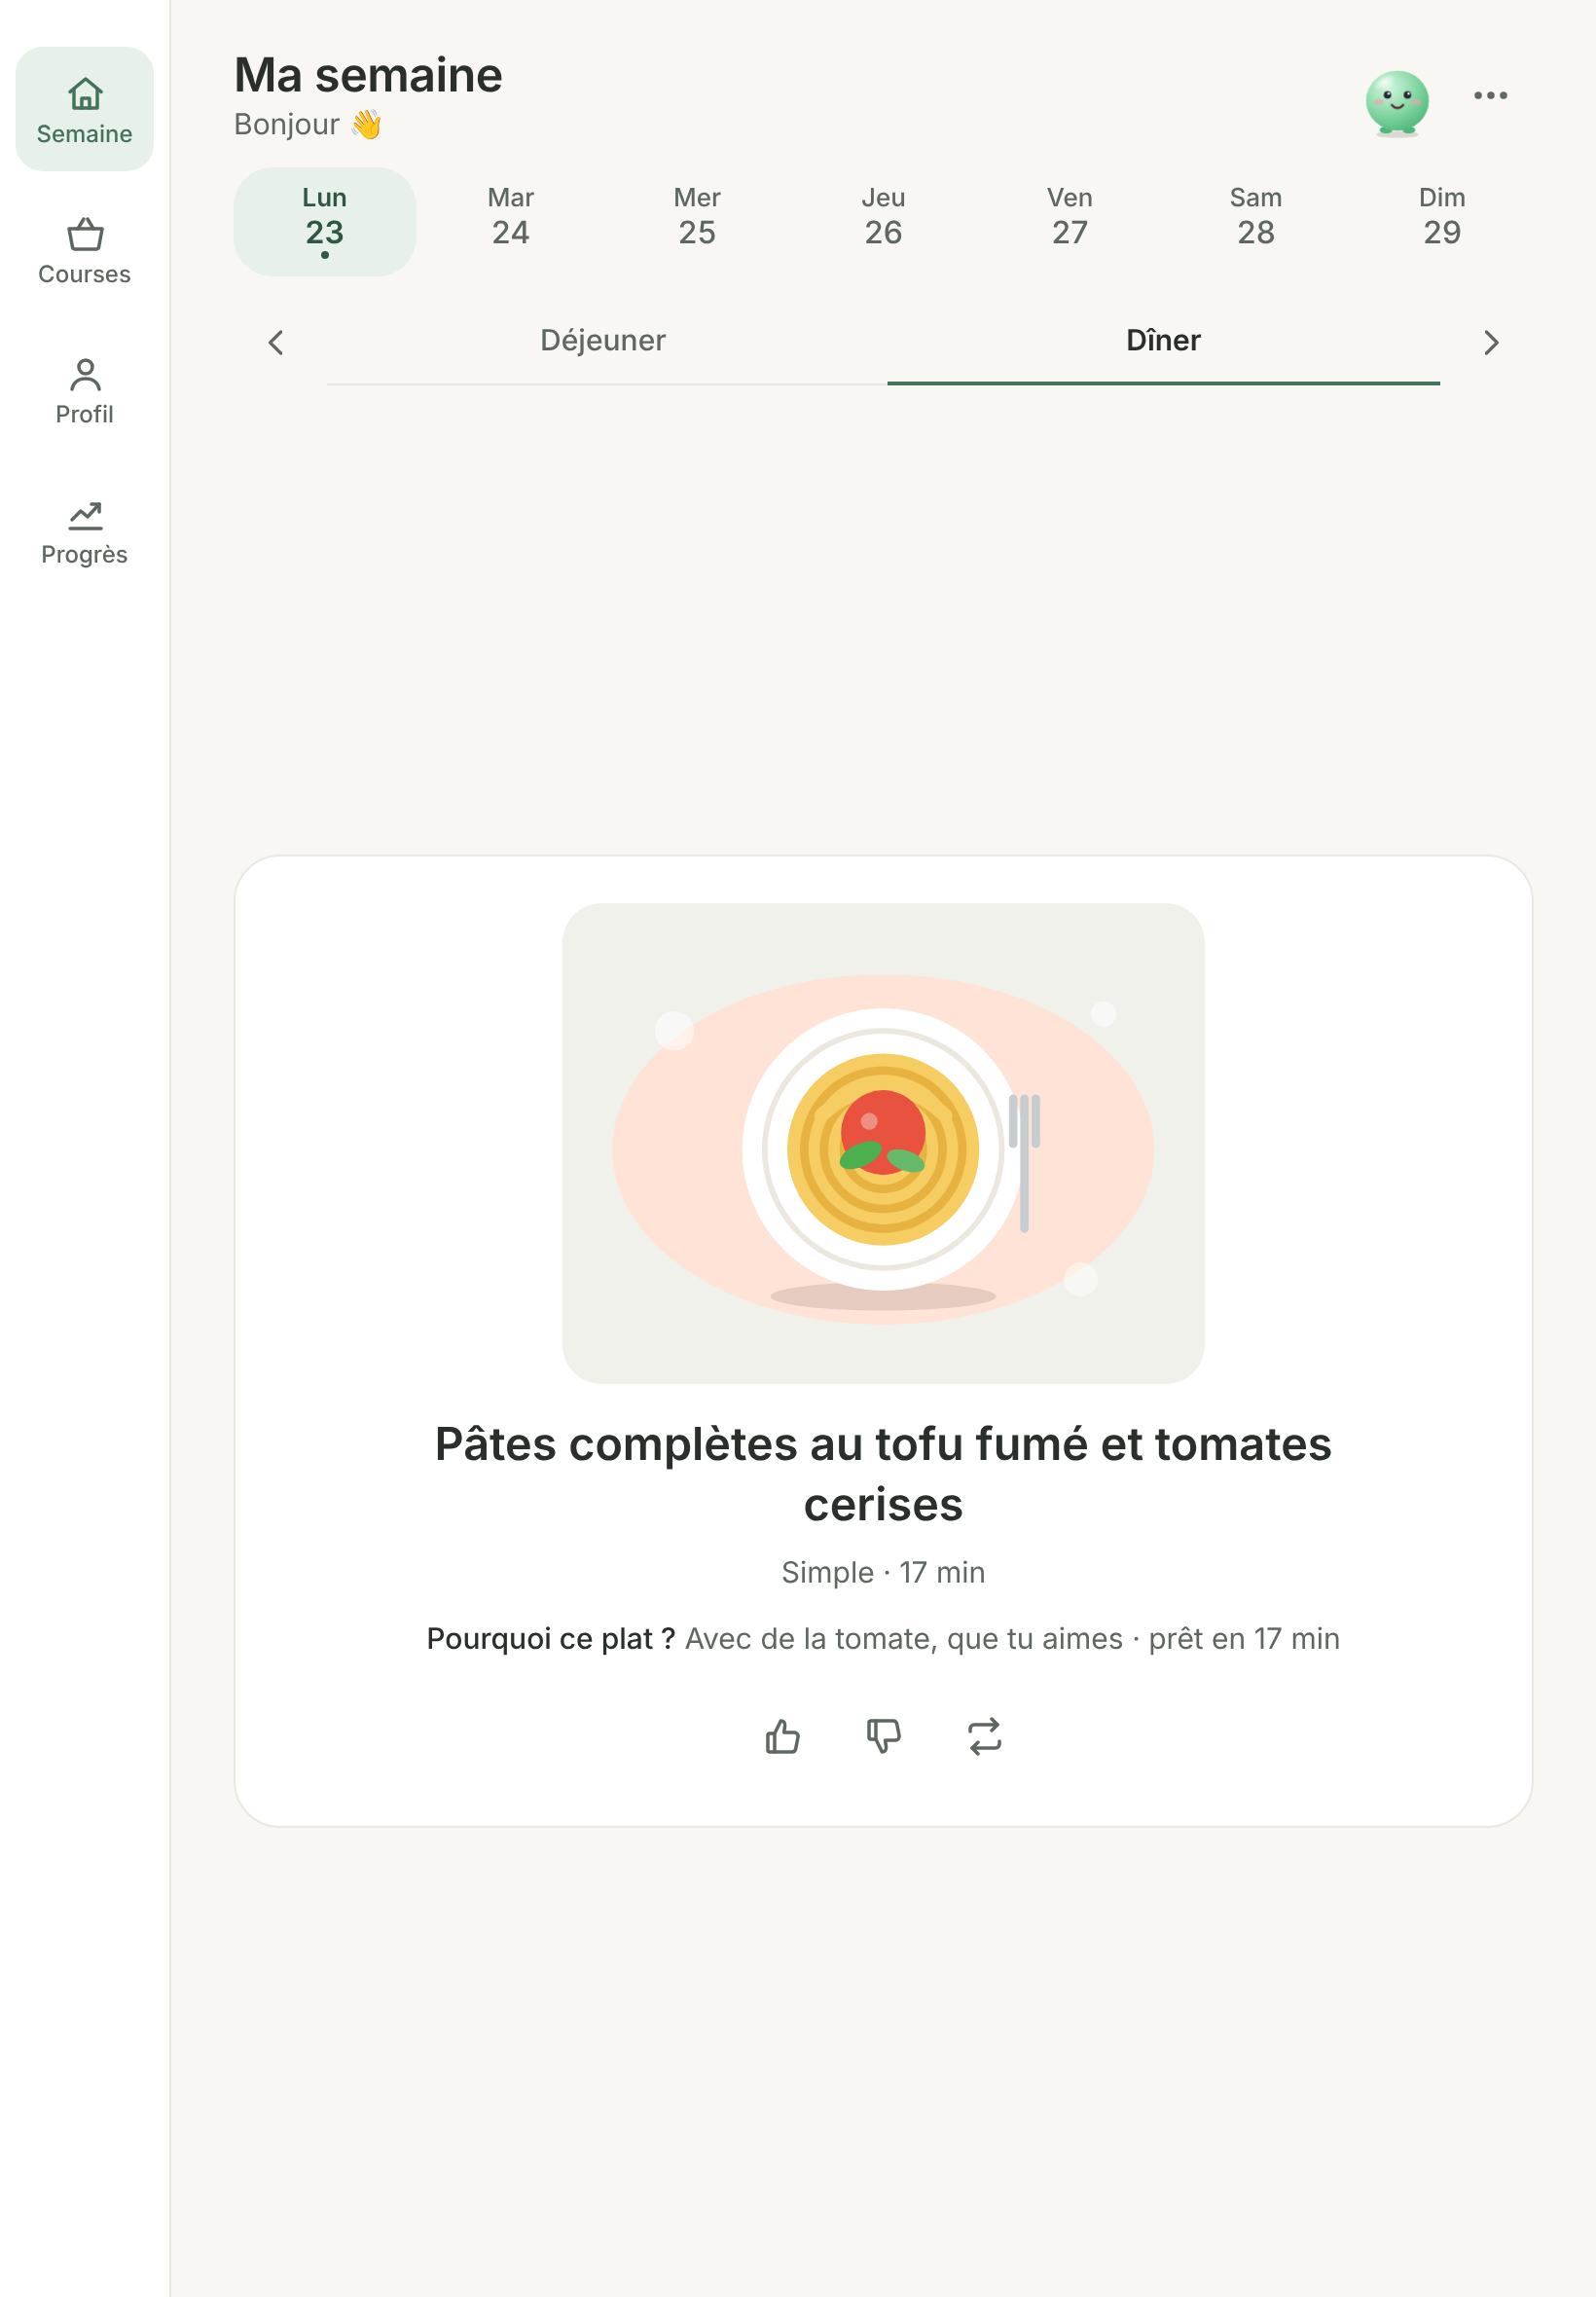 Semaine
Courses
Profil
Progrès
Ma semaine
Bonjour 👋
Lun Mar Mer Jeu Ven Sam Dim
23 24 25 26 27 28 29
Déjeuner Dîner
Pâtes complètes au tofu fumé et tomates
cerises
Simple · 17 min
Pourquoi ce plat ? Avec de la tomate, que tu aimes · prêt en 17 min